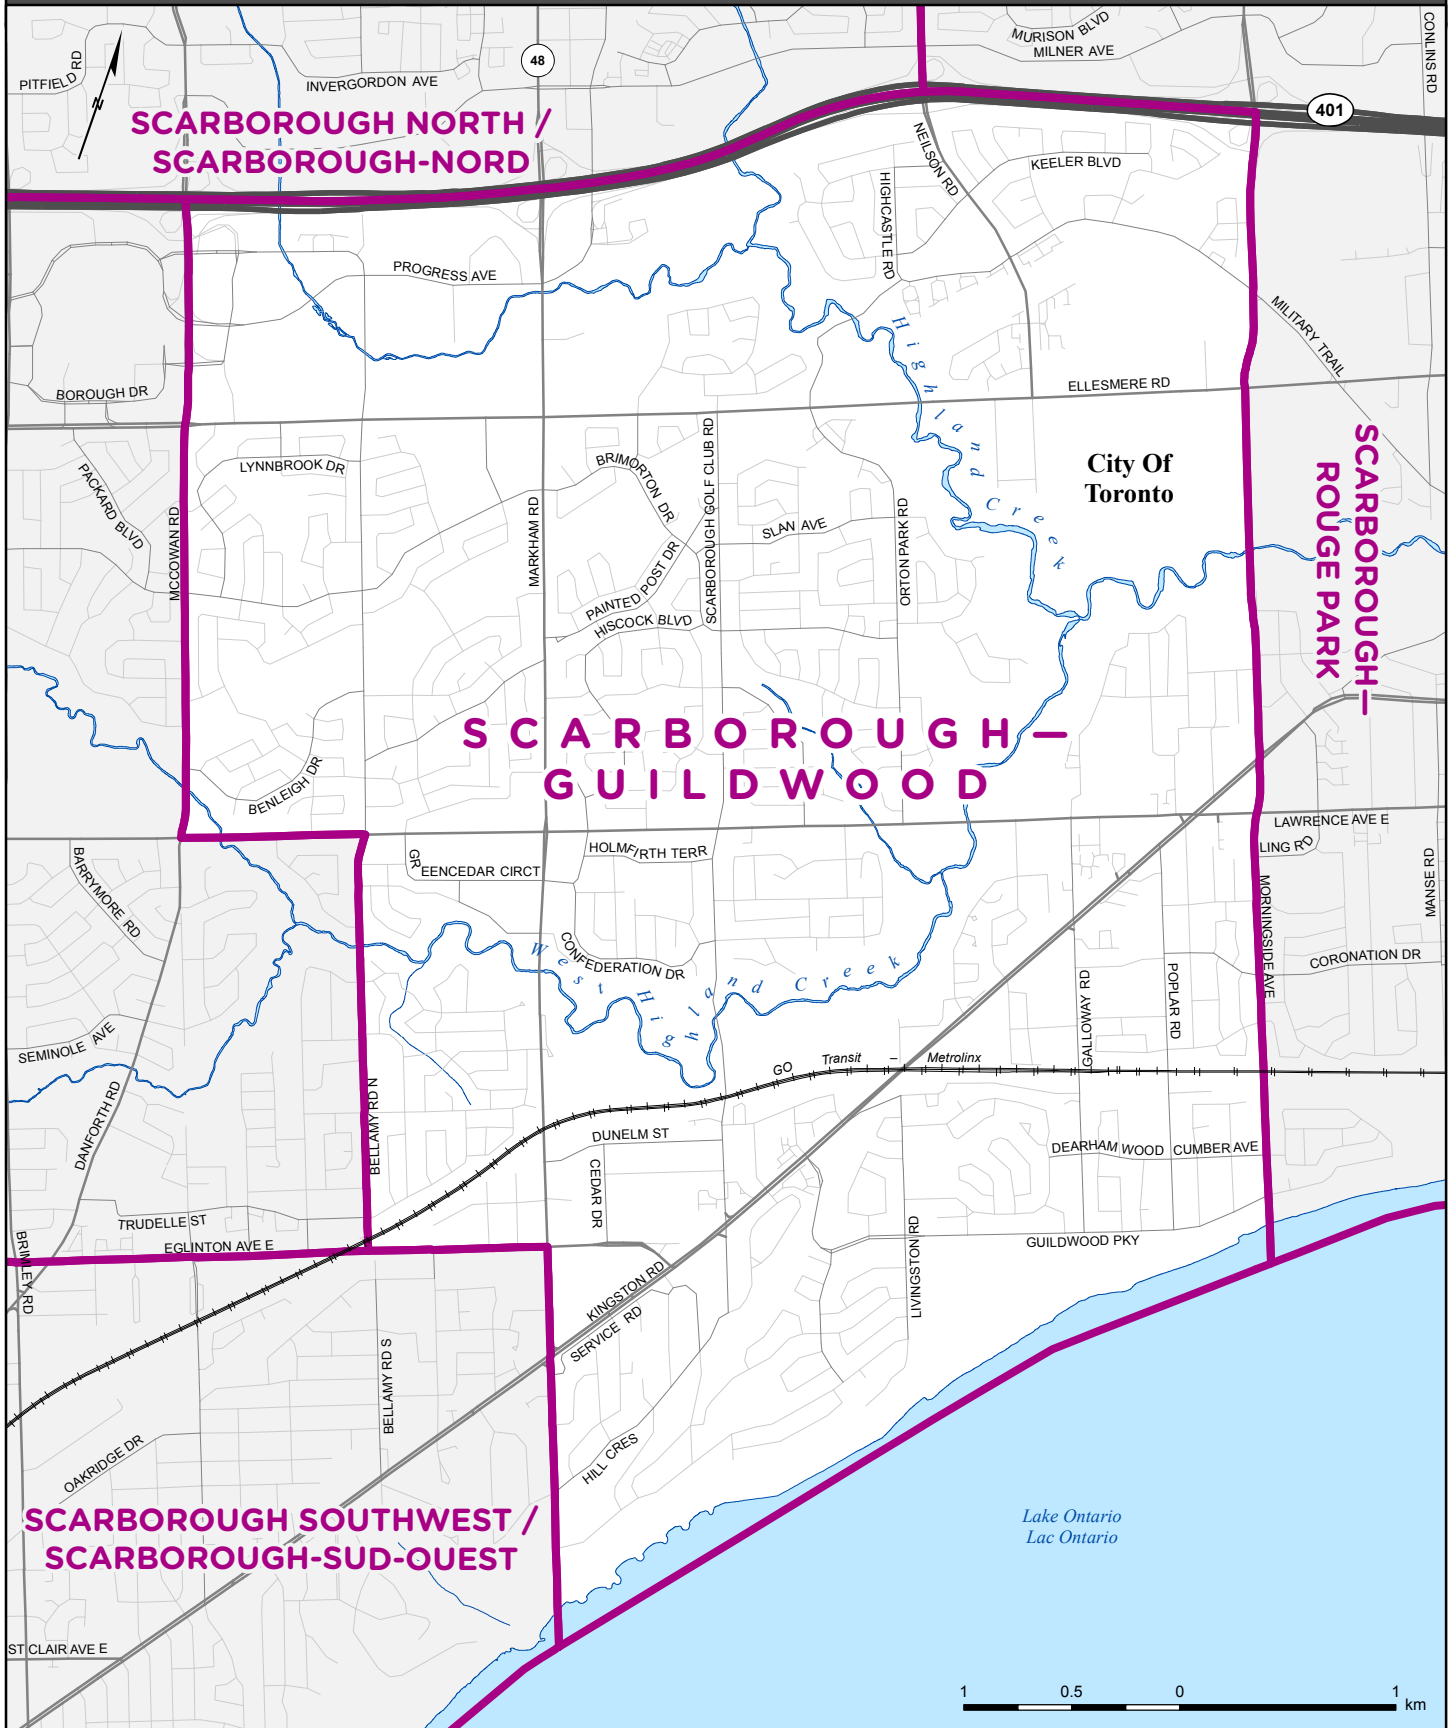 MURISON BLVD
MILNER AVE
CONLINS RD
PITFIELD RD
N
INVERGORDON AVE
48
401
SCARBOROUGH NORTH /
SCARBOROUGH-NORD
NEILSON RD
KEELER BLVD
HIGHCASTLE RD
PROGRESS AVE
MILITARY TRAIL
Highland Creek
BOROUGH DR
ELLESMERE RD
PACKARD BLVD
LYNNBROOK DR
BRIMORTON DR
SCARBOROUGH GOLF CLUB RD
City Of
Toronto
SCARBOROUGH—
ROUGE PARK
MCCOWAN RD
MARKHAM RD
SLAN AVE
ORTON PARK RD
PAINTED POST DR
HISCOCK BLVD
SCARBOROUGH—
GUILDWOOD
BENLEIGH DR
LAWRENCE AVE E
LING RD
BARRYMORE RD
GREENCEDAR CIRCT
HOLMFIRTH TERR
MANSE RD
MORNINGSIDE AVE
CONFEDERATION DR
West Highland Creek
CORONATION DR
GALLOWAY RD
POPLAR RD
SEMINOLE AVE
GO Transit – Metrolinx
DANFORTH RD
BELLAMY RD N
DUNELM ST
DEARHAM WOOD
CUMBER AVE
CEDAR DR
TRUDELLE ST
EGLINTON AVE E
BRIMLEY RD
LIVINGSTON RD
GUILDWOOD PKY
KINGSTON RD
SERVICE RD
BELLAMY RD S
OAKRIDGE DR
HILL CRES
SCARBOROUGH SOUTHWEST /
SCARBOROUGH-SUD-OUEST
Lake Ontario
Lac Ontario
ST CLAIR AVE E
1 0.5 0 1 km